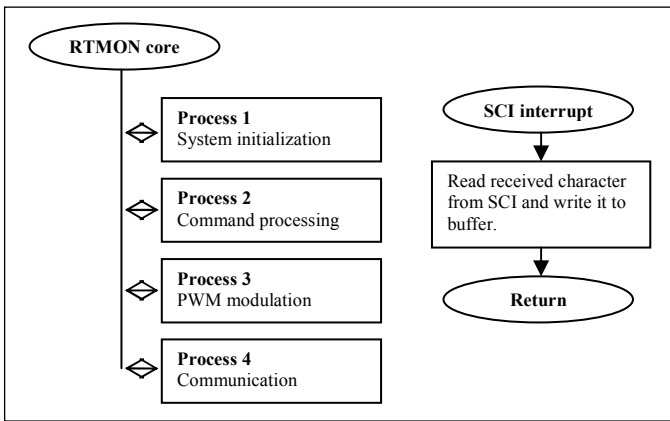 RTMON core
Process 1
System initialization
Process 2
Command processing
Process 3
PWM modulation
Process 4
Communication
SCI interrupt
Read received character
from SCI and write it to
buffer.
Return